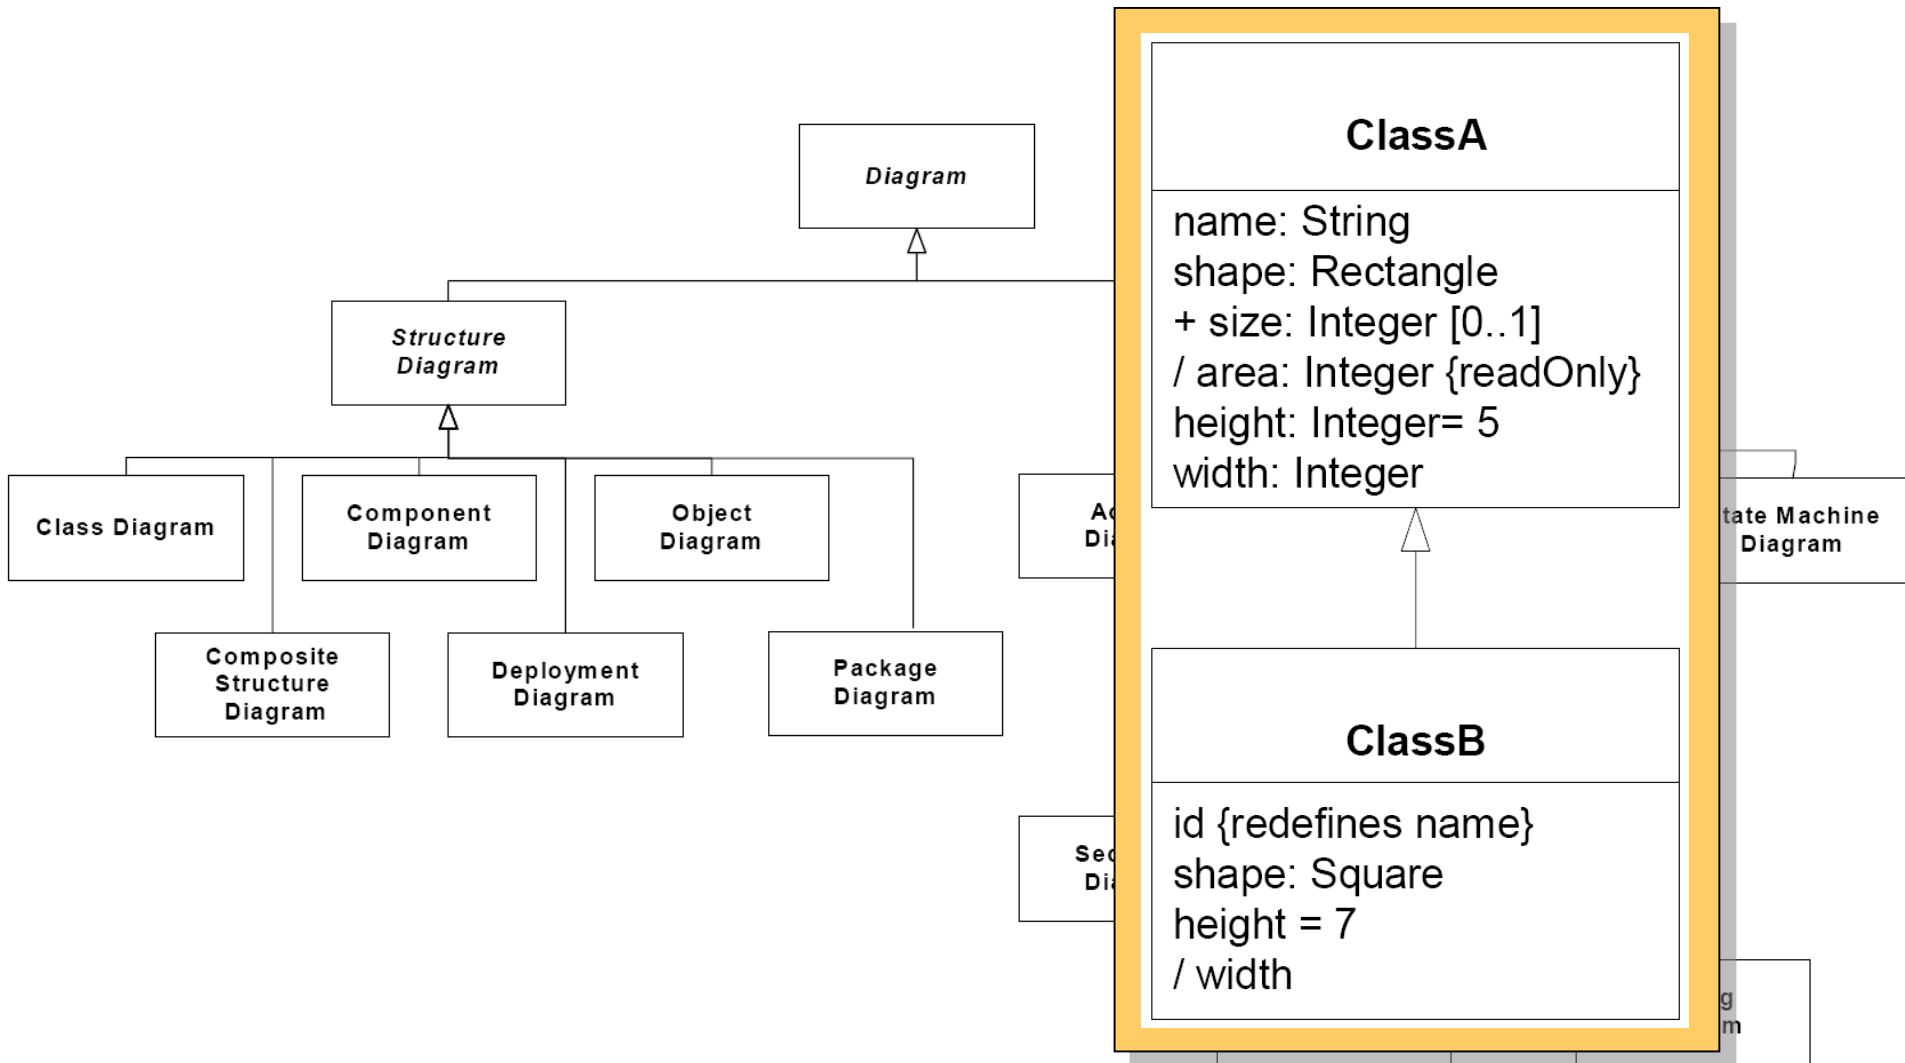 Diagram
Structure
Diagram
Class Diagram
Component
Diagram
Object
Diagram
Composite
Structure
Diagram
Deployment
Diagram
Package
Diagram
ClassA
name: String
shape: Rectangle
+ size: Integer [0..1]
/ area: Integer {readOnly}
height: Integer= 5
width: Integer
ClassB
id {redefines name}
shape: Square
height = 7
/ width
Machine
Diagram